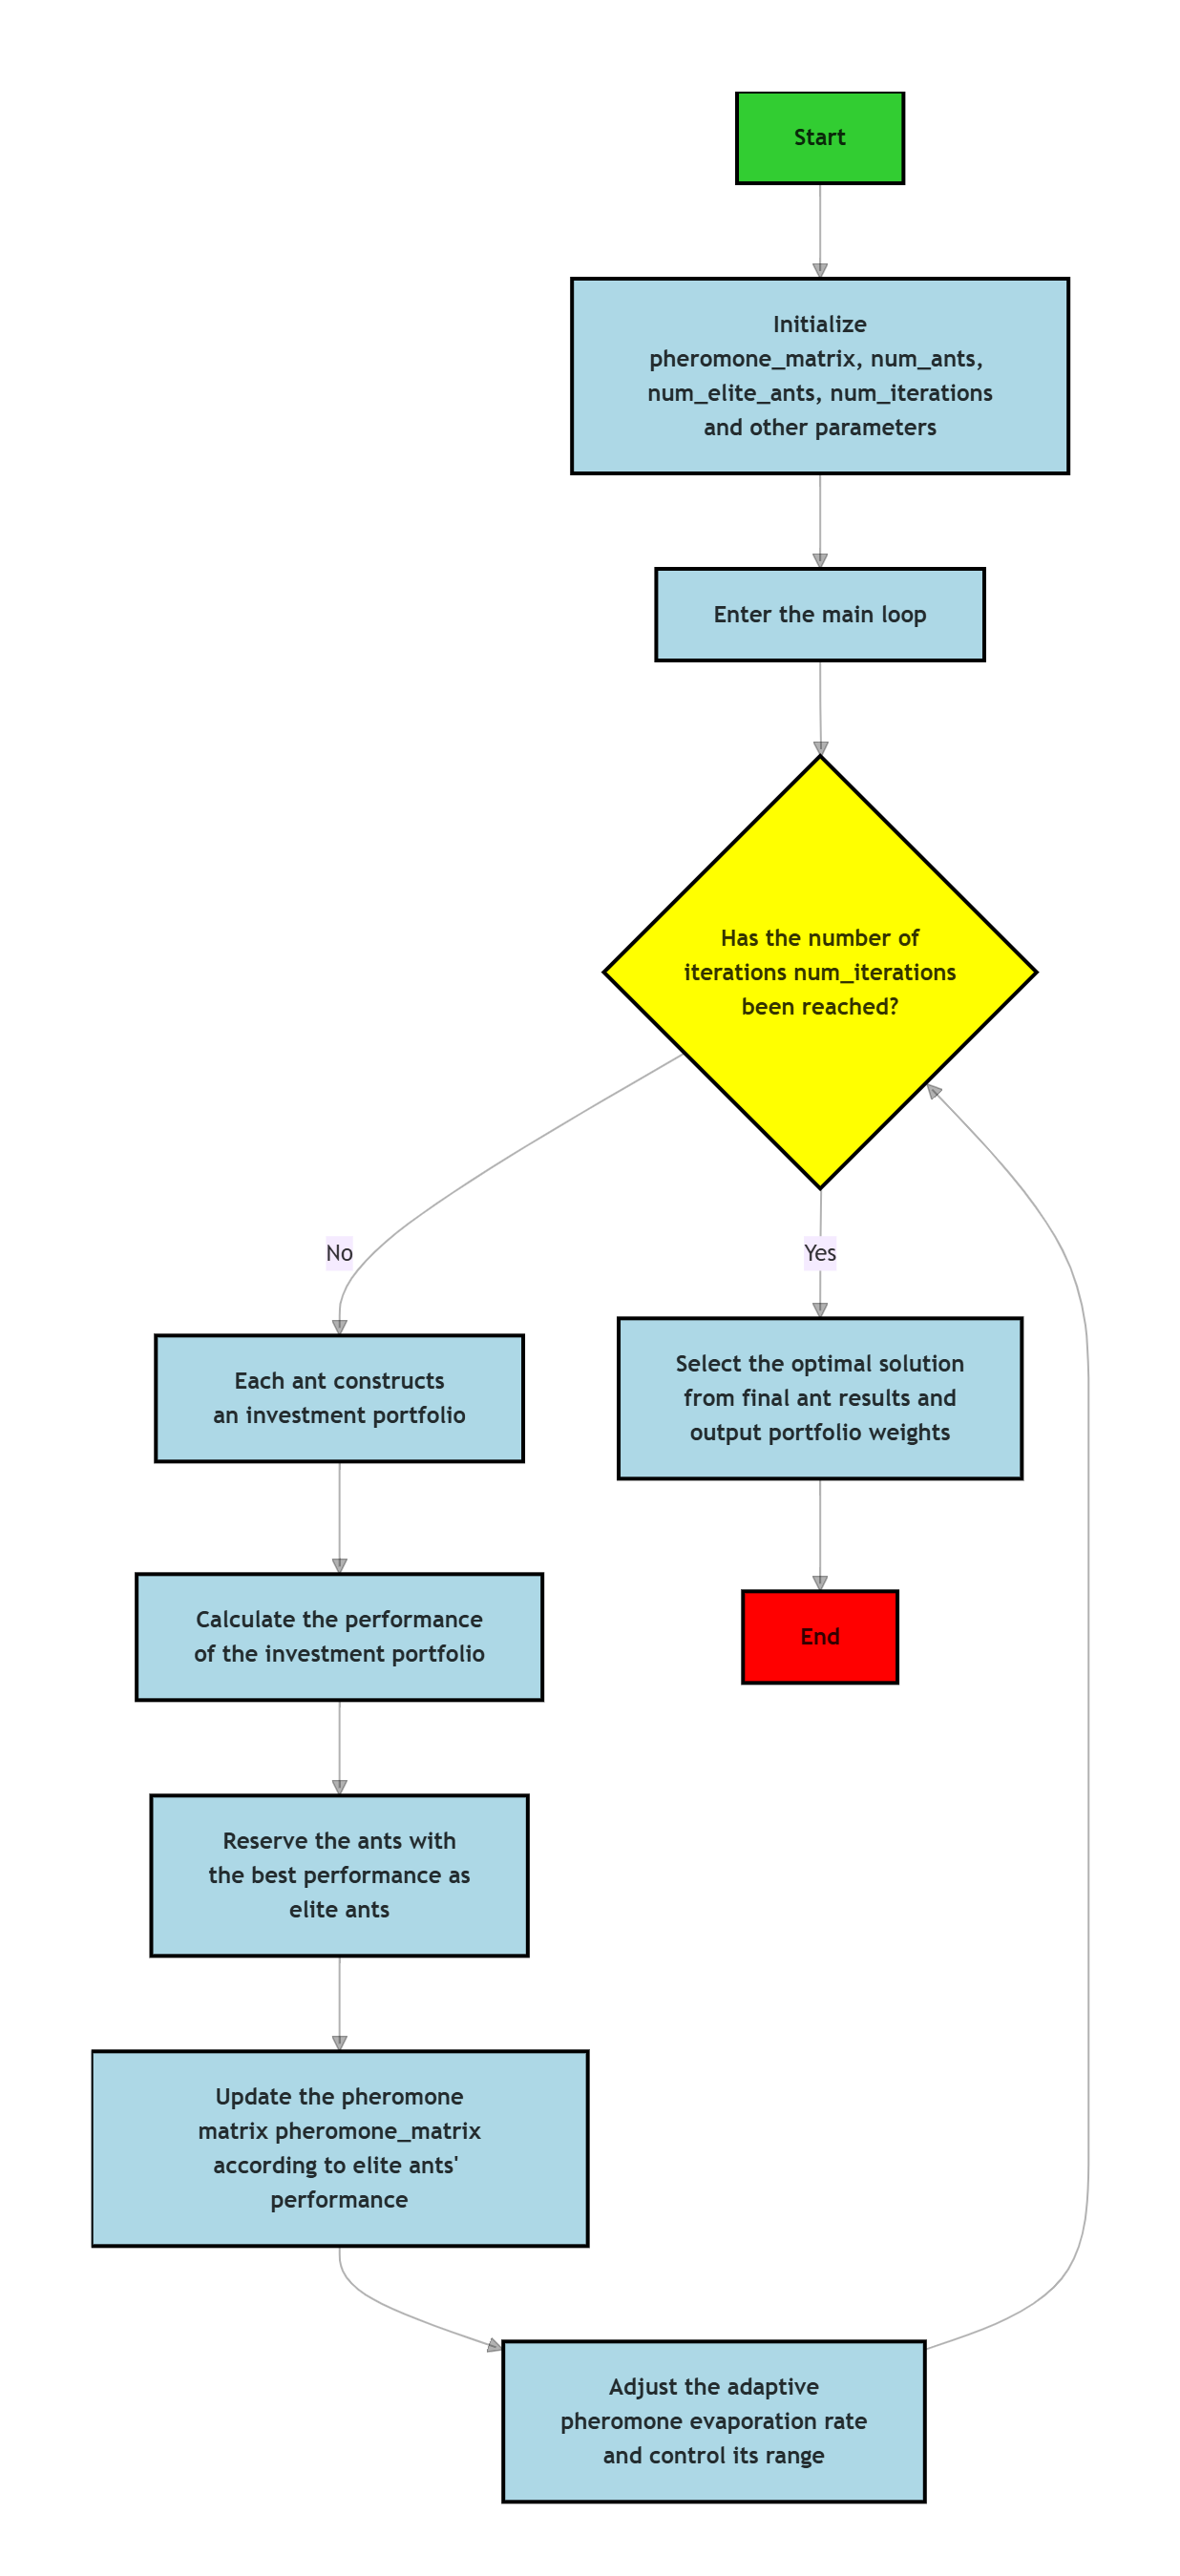 Start
Initialize
pheromone_matrix, num_ants,
num_elite_ants, num_iterations
and other parameters
Enter the main loop
Has the number of
iterations num_iterations
been reached?
No
Yes
Each ant constructs
an investment portfolio
Select the optimal solution
from final ant results and
output portfolio weights
Calculate the performance
of the investment portfolio
End
Reserve the ants with
the best performance as
elite ants
Update the pheromone
matrix pheromone_matrix
according to elite ants'
performance
Adjust the adaptive
pheromone evaporation rate
and control its range